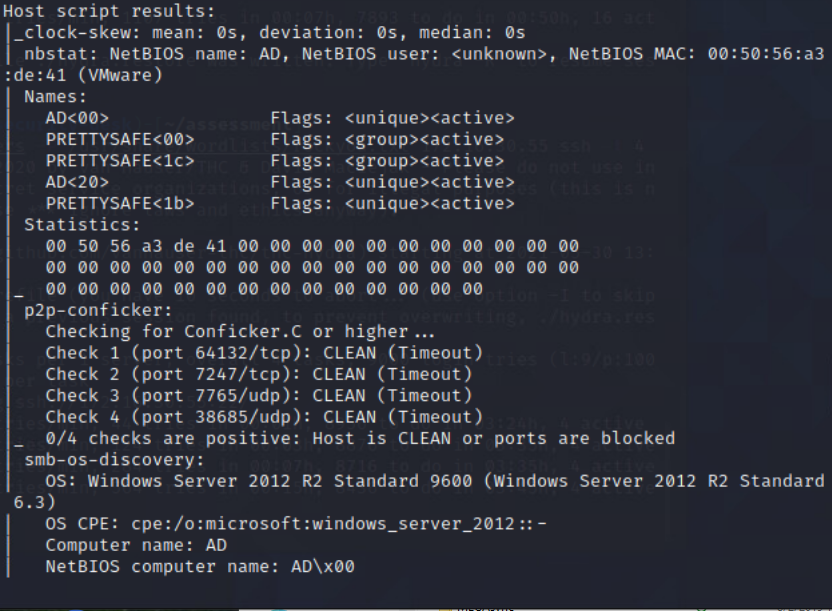 Host script results:
|_clock-skew: mean: 0s, deviation: 0s, median: 0s
| nbstat: NetBIOS name: AD, NetBIOS user: <unknown>, NetBIOS MAC: 00:50:56:a3
:de:41 (VMware)
| Names:
|   AD<00>               Flags: <unique><active>
|   PRETTYSAFE<00>       Flags: <group><active>
|   PRETTYSAFE<1c>       Flags: <group><active>
|   AD<20>               Flags: <unique><active>
|   PRETTYSAFE<1b>       Flags: <unique><active>
| Statistics:
|   00 50 56 a3 de 41 00 00 00 00 00 00 00 00 00 00 00
|   00 00 00 00 00 00 00 00 00 00 00 00 00 00 00 00 00
|_  00 00 00 00 00 00 00 00 00 00 00 00 00 00
| p2p-conficker:
|   Checking for Conficker.C or higher...
|   Check 1 (port 64132/tcp): CLEAN (Timeout)
|   Check 2 (port 7247/tcp): CLEAN (Timeout)
|   Check 3 (port 7765/udp): CLEAN (Timeout)
|   Check 4 (port 38685/udp): CLEAN (Timeout)
|_  0/4 checks are positive: Host is CLEAN or ports are blocked
| smb-os-discovery:
|   OS: Windows Server 2012 R2 Standard 9600 (Windows Server 2012 R2 Standard
6.3)
|   OS CPE: cpe:/o:microsoft:windows_server_2012::-
|   Computer name: AD
|   NetBIOS computer name: AD\x00